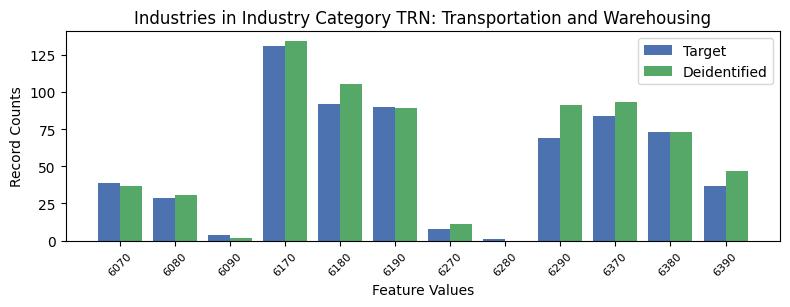 Industries in Industry Category TRN: Transportation and Warehousing
Target
Deidentified
Record Counts
125
100
75
50
25
0
6070 6080 6090 6170 6180 6190 6270 6280 6290 6370 6380 6390
Feature Values